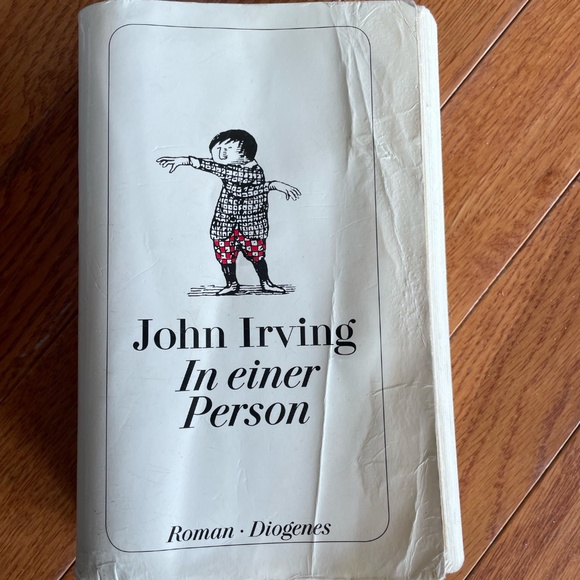 John Irving
In einer
Person
Roman · Diogenes